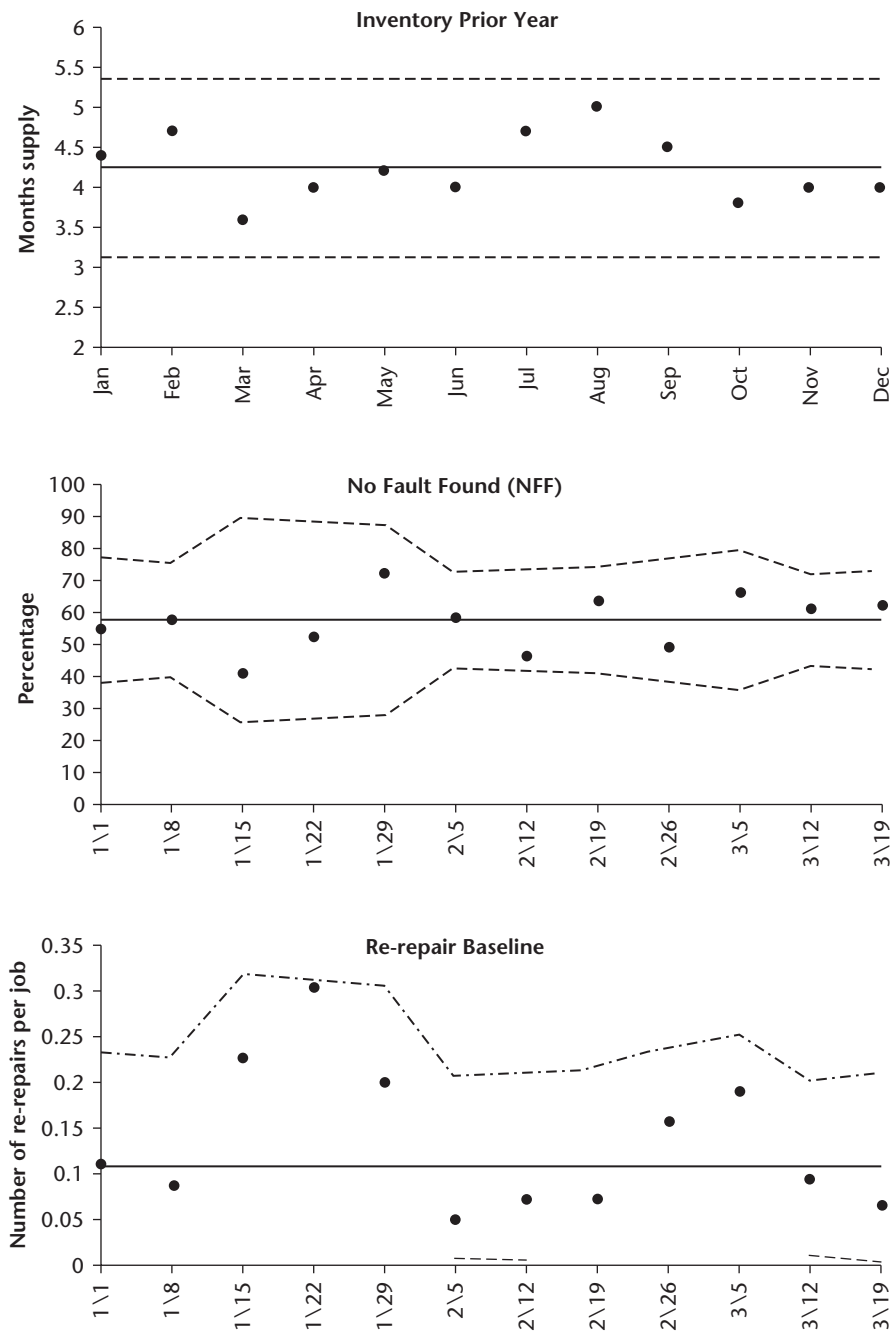 Inventory Prior Year
Months supply
6
5.5
5
4.5
4
3.5
3
2.5
2
Jan
Feb
Mar
Apr
May
Jun
Jul
Aug
Sep
Oct
Nov
Dec
No Fault Found (NFF)
Percentage
100
90
80
70
60
50
40
30
20
10
0
1\1
1\8
1\15
1\22
1\29
2\5
2\12
2\19
2\26
3\5
3\12
3\19
Re-repair Baseline
Number of re-repairs per job
0.35
0.3
0.25
0.2
0.15
0.1
0.05
0
1\1
1\8
1\15
1\22
1\29
2\5
2\12
2\19
2\26
3\5
3\12
3\19